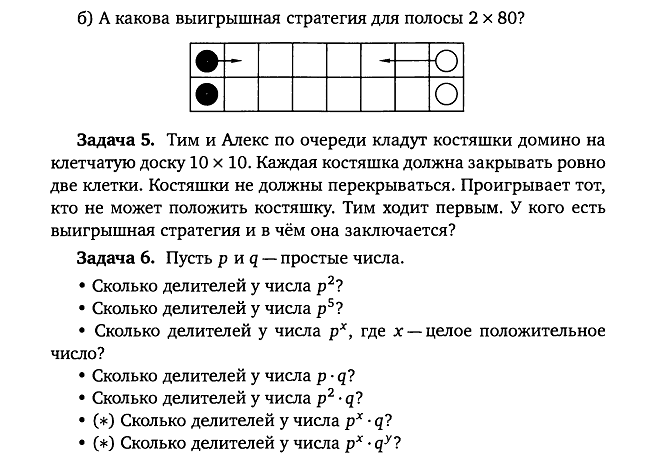 б) А какова выигрышная стратегия для полосы 2 × 80?
Задача 5. Тим и Алекс по очереди кладут костяшки домино на
клетчатую доску 10 × 10. Каждая костяшка должна закрывать ровно
две клетки. Костяшки не должны перекрываться. Проигрывает тот,
кто не может положить костяшку. Тим ходит первым. У кого есть
выигрышная стратегия и в чём она заключается?
Задача 6. Пусть p и q — простые числа.
• Сколько делителей у числа p²?
• Сколько делителей у числа p⁵?
• Сколько делителей у числа pˣ, где x — целое положительное
число?
• Сколько делителей у числа p · q?
• Сколько делителей у числа p² · q?
• (∗) Сколько делителей у числа pˣ · q?
• (∗) Сколько делителей у числа pˣ · qʸ?